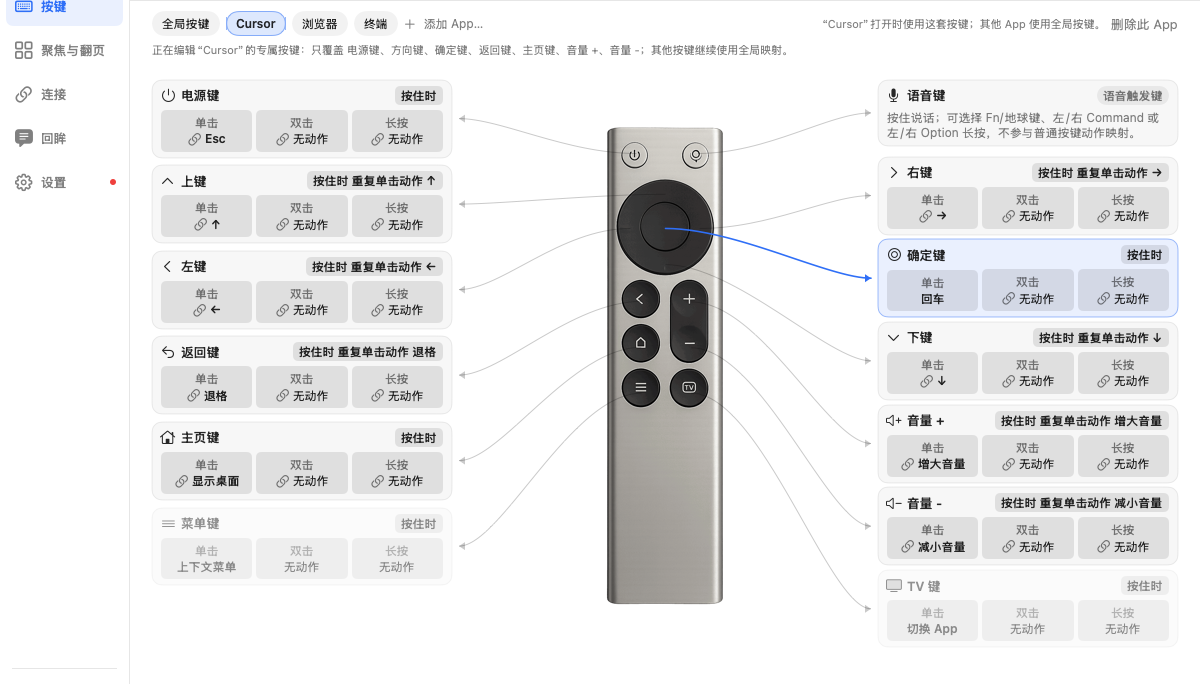 按键
聚焦与翻页
连接
回眸
设置
全局按键
Cursor
浏览器
终端
添加 App...
“Cursor” 打开时使用这套按键；其他 App 使用全局按键。
删除此 App
正在编辑 “Cursor” 的专属按键：只覆盖 电源键、方向键、确定键、返回键、主页键、音量 +、音量 -；其他按键继续使用全局映射。
电源键 按住时
单击 双击 长按
Esc 无动作 无动作
上键 按住时 重复单击动作 ↑
单击 双击 长按
↑ 无动作 无动作
左键 按住时 重复单击动作 ←
单击 双击 长按
← 无动作 无动作
返回键 按住时 重复单击动作 退格
单击 双击 长按
退格 无动作 无动作
主页键 按住时
单击 双击 长按
显示桌面 无动作 无动作
菜单键 按住时
单击 双击 长按
上下文菜单 无动作 无动作
TV
语音键 语音触发键
按住说话；可选择 Fn/地球键、左/右 Command 或
左/右 Option 长按，不参与普通按键动作映射。
右键 按住时 重复单击动作 →
单击 双击 长按
→ 无动作 无动作
确定键 按住时
单击 双击 长按
回车 无动作 无动作
下键 按住时 重复单击动作 ↓
单击 双击 长按
↓ 无动作 无动作
音量 + 按住时 重复单击动作 增大音量
单击 双击 长按
增大音量 无动作 无动作
音量 - 按住时 重复单击动作 减小音量
单击 双击 长按
减小音量 无动作 无动作
TV 键 按住时
单击 双击 长按
切换 App 无动作 无动作